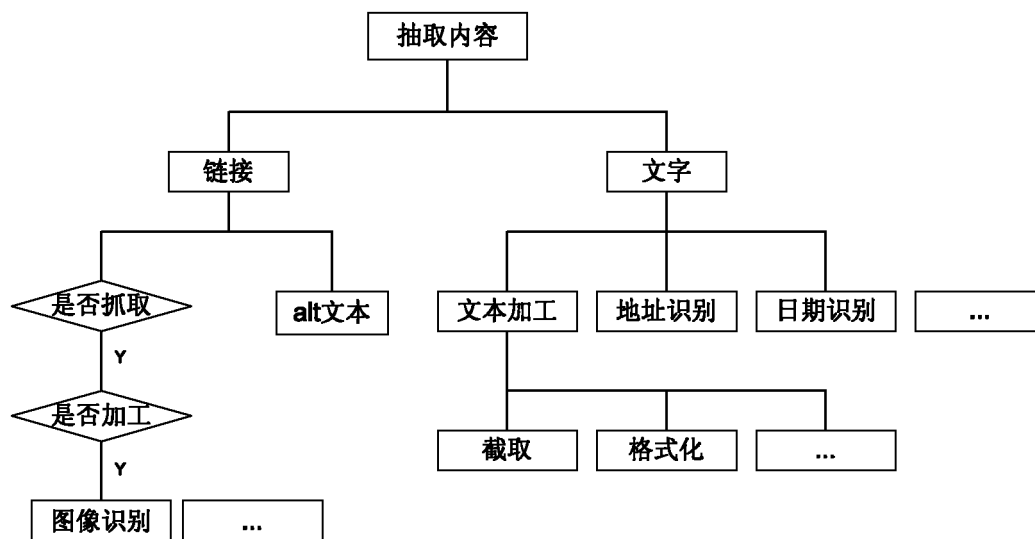 抽取内容
链接
文字
是否抓取
alt文本
文本加工
地址识别
日期识别
...
Y
是否加工
截取
格式化
...
Y
图像识别
...